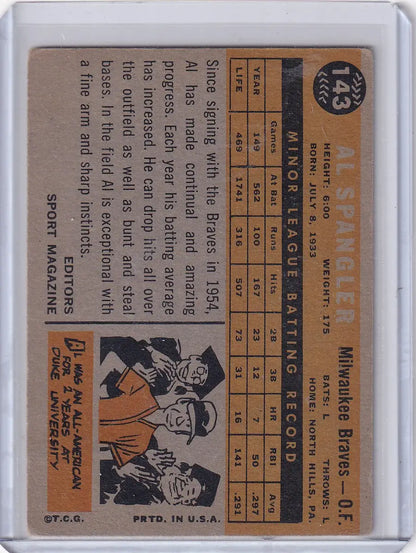 143
AL SPANGLER
Milwaukee Braves—O.F.
HEIGHT: 6:00 WEIGHT: 175 BATS: L THROWS: L
BORN: JULY 8, 1933 HOME: NORTH HILLS, PA.
MINOR LEAGUE BATTING RECORD
Games At Bat Runs Hits 2B 3B HR RBI Avg
YEAR 149 562 100 167 23 12 7 50 .297
LIFE 469 1741 316 507 73 31 16 141 .291
Since signing with the Braves in 1954,
Al has made continual and amazing
progress. Each year his batting average
has increased. He can drop hits all over
the outfield as well as bunt and steal
bases. In the field Al is exceptional with
a fine arm and sharp instincts.
EDITORS
SPORT MAGAZINE
AL WAS AN ALL-AMERICAN
FOR 2 YEARS AT
DUKE UNIVERSITY
©T.C.G. PRTD. IN U.S.A.